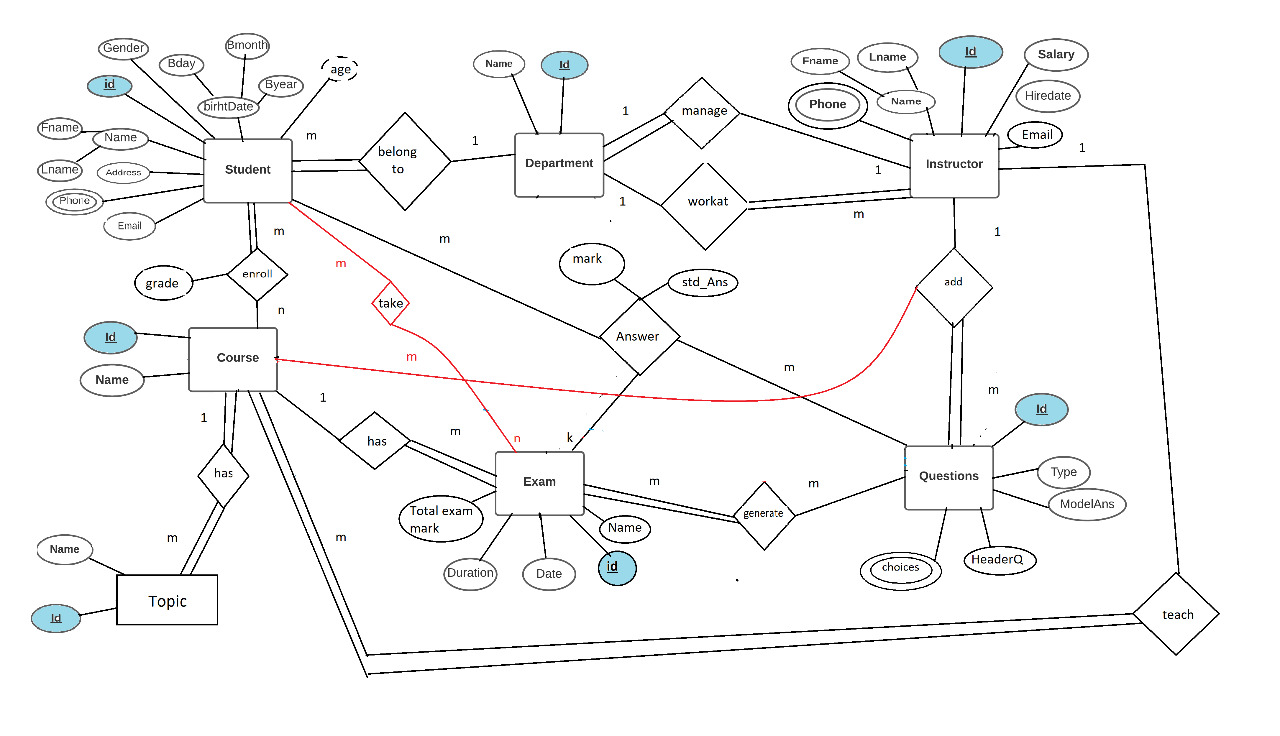 Gender
Bday
Bmonth
Byear
age
id
birhtDate
Fname
Name
Lname
Address
Phone
Email
Student
m
belong
to
1
Name
Id
Department
1
manage
1
1
workat
m
Fname
Lname
Id
Salary
Phone
Name
Hiredate
Email
Instructor
1
1
m
enroll
grade
n
m
take
m
n
m
mark
std_Ans
Answer
m
k
add
m
Id
Name
Course
1
has
m
1
has
m
m
Name
Id
Topic
Exam
Total exam
mark
Duration
Date
id
Name
m
generate
m
Questions
Id
Type
ModelAns
HeaderQ
choices
teach